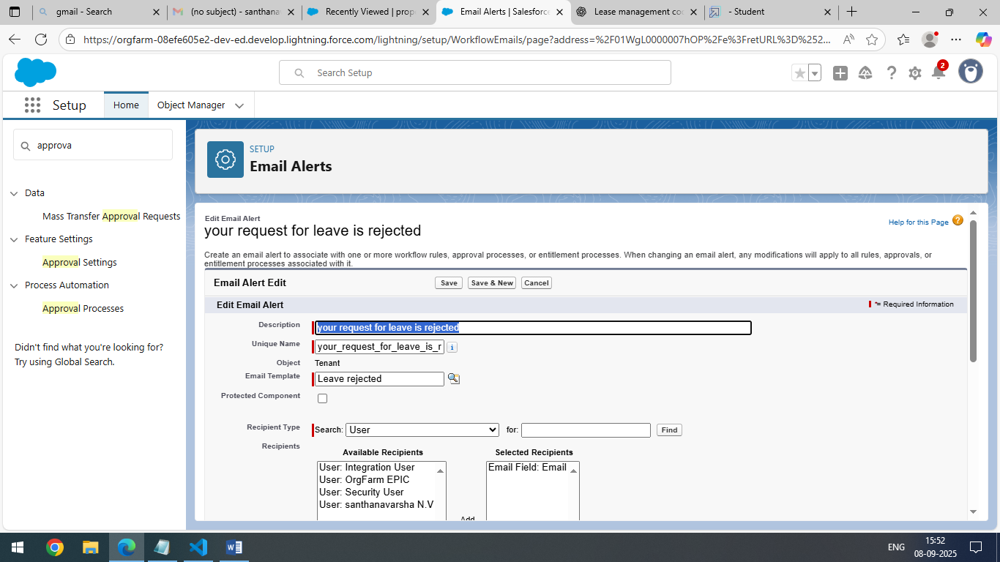 gmail - Search
(no subject) - santhana
Recently Viewed | prop
Email Alerts | Salesforce
Lease management co
- Student
https://orgfarm-08efe605e2-dev-ed.develop.lightning.force.com/lightning/setup/WorkflowEmails/page?address=%2F01WgL0000007hOP%2Fe%3FretURL%3D%252...
Search Setup
2
Setup
Home
Object Manager
approva
Data
Mass Transfer Approval Requests
Feature Settings
Approval Settings
Process Automation
Approval Processes
Didn't find what you're looking for?
Try using Global Search.
SETUP
Email Alerts
Edit Email Alert
your request for leave is rejected
Help for this Page
Create an email alert to associate with one or more workflow rules, approval processes, or entitlement processes. When changing an email alert, any modifications will apply to all rules, approvals, or
entitlement processes associated with it.
Email Alert Edit
Save
Save & New
Cancel
Edit Email Alert
*= Required Information
Description
your request for leave is rejected
Unique Name
your_request_for_leave_is_r
i
Object
Tenant
Email Template
Leave rejected
Protected Component
Recipient Type
Search: User
for:
Find
Recipients
Available Recipients
Selected Recipients
User: Integration User
User: OrgFarm EPIC
User: Security User
User: santhanavarsha N.V
Email Field: Email
Add
ENG
15:52
08-09-2025